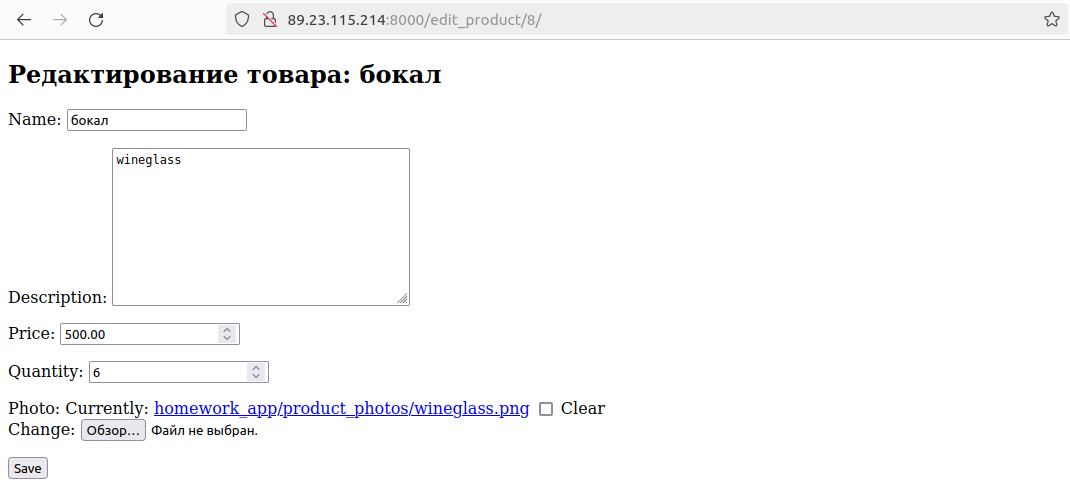 89.23.115.214:8000/edit_product/8/
Редактирование товара: бокал
Name: бокал
wineglass
Description:
Price: 500.00
Quantity: 6
Photo: Currently: homework_app/product_photos/wineglass.png Clear
Change: Обзор... Файл не выбран.
Save